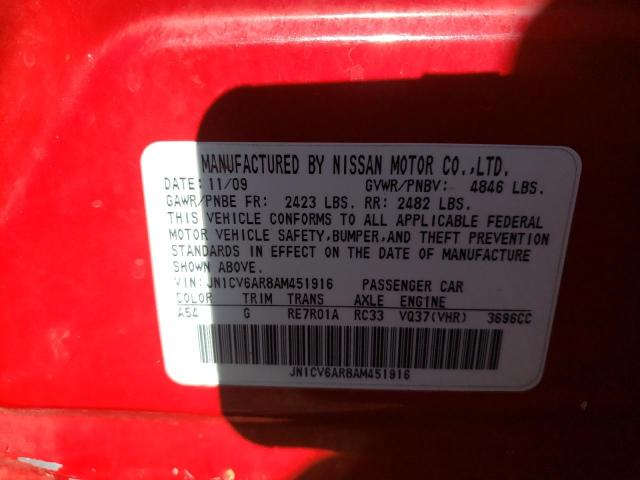 MANUFACTURED BY NISSAN MOTOR CO.,LTD.
DATE: 11/09 GVWR/PNBV: 4846 LBS.
GAWR/PNBE FR: 2423 LBS. RR: 2482 LBS.
THIS VEHICLE CONFORMS TO ALL APPLICABLE FEDERAL
MOTOR VEHICLE SAFETY,BUMPER,AND THEFT PREVENTION
STANDARDS IN EFFECT ON THE DATE OF MANUFACTURE
SHOWN ABOVE.
VIN:JN1CV6AR8AM451916 PASSENGER CAR
COLOR TRIM TRANS AXLE ENGINE
A54 G RE7R01A RC33 VQ37(VHR) 3696CC
JN1CV6AR8AM451916